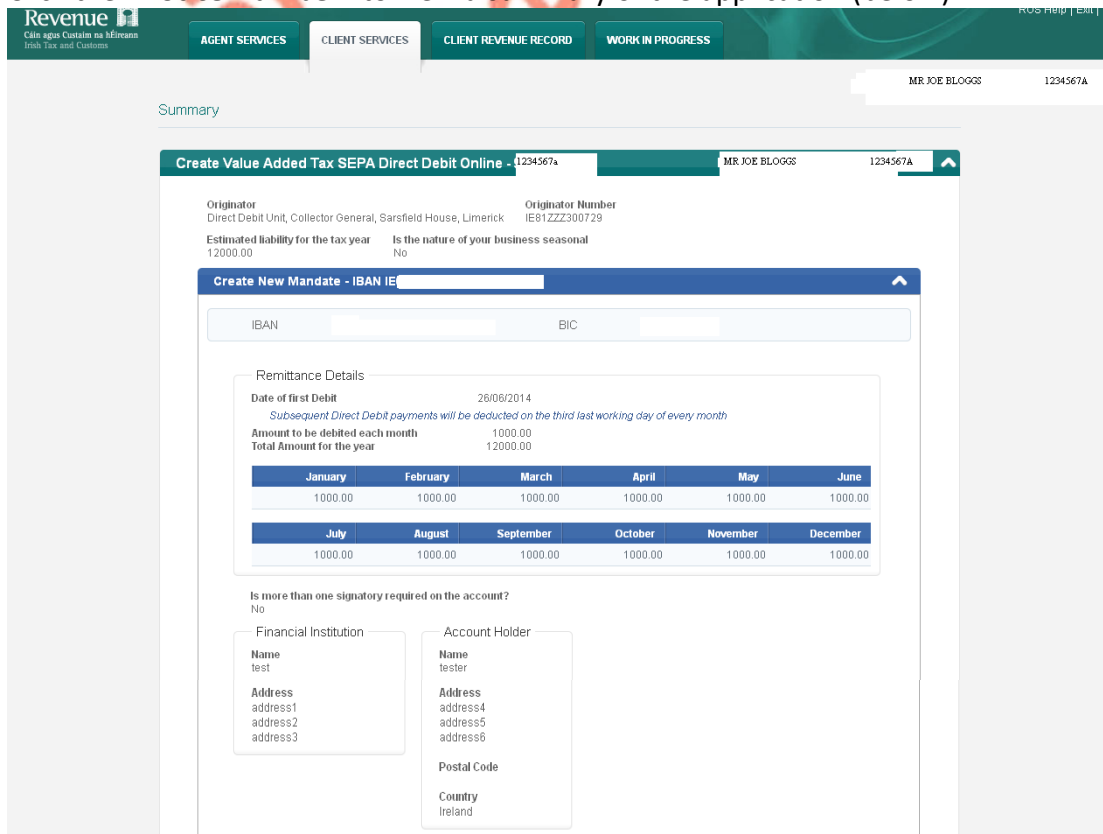 Revenue
Cáin agus Custaim na hÉireann
Irish Tax and Customs
AGENT SERVICES CLIENT SERVICES CLIENT REVENUE RECORD WORK IN PROGRESS
ROS Help | Exit |
MR JOE BLOGGS 1234567A
Summary
Create Value Added Tax SEPA Direct Debit Online - 1234567a MR JOE BLOGGS 1234567A
Originator Originator Number
Direct Debit Unit, Collector General, Sarsfield House, Limerick IE81ZZZ300729
Estimated liability for the tax year Is the nature of your business seasonal
12000.00 No
Create New Mandate - IBAN IE
IBAN BIC
Remittance Details
Date of first Debit 26/06/2014
Subsequent Direct Debit payments will be deducted on the third last working day of every month
Amount to be debited each month 1000.00
Total Amount for the year 12000.00
January February March April May June
1000.00 1000.00 1000.00 1000.00 1000.00 1000.00
July August September October November December
1000.00 1000.00 1000.00 1000.00 1000.00 1000.00
Is more than one signatory required on the account?
No
Financial Institution
Name
test
Address
address1
address2
address3
Account Holder
Name
tester
Address
address4
address5
address6
Postal Code
Country
Ireland